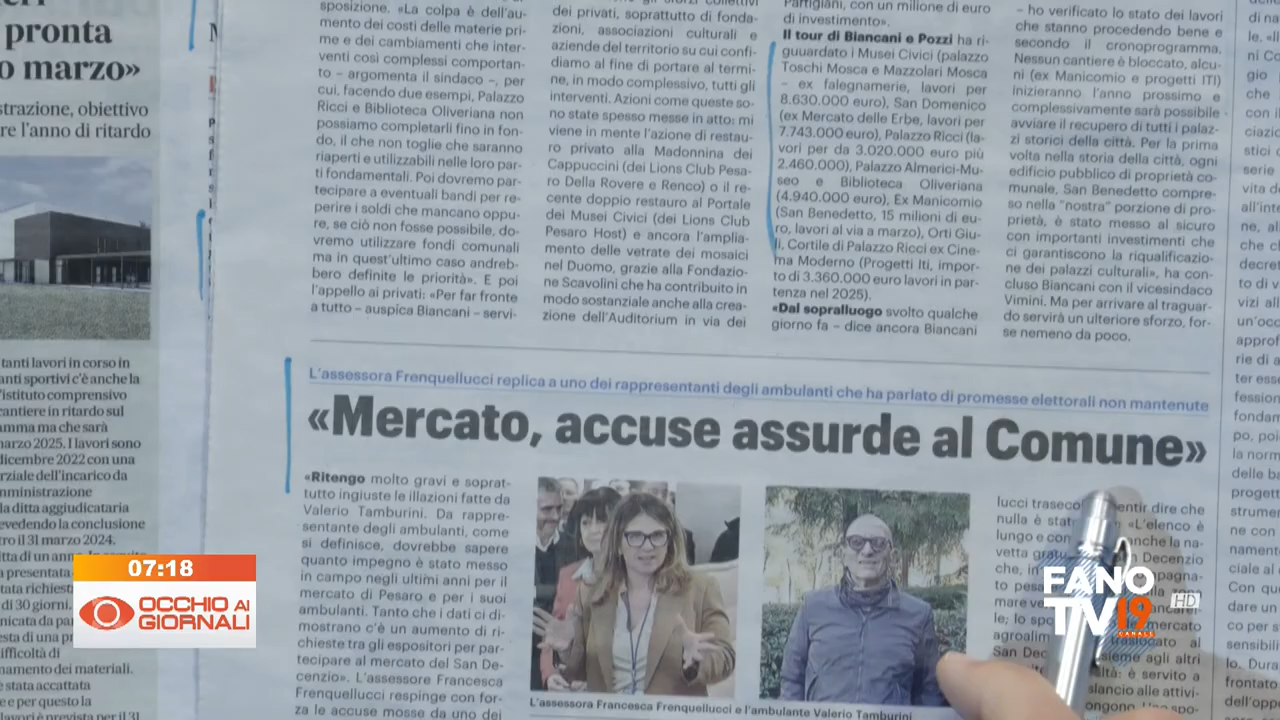 pronta
o marzo»
strazione, obiettivo
re l'anno di ritardo
tanti lavori in corso in
anti sportivi c'è anche la
'istituto comprensivo
cantiere in ritardo sul
amma ma che sarà
marzo 2025. I lavori sono
dicembre 2022 con una
rziale dell'incarico da
mministrazione
la ditta aggiudicataria
evedendo la conclusione
tro il 31 marzo 2024.
sposizione. «La colpa è dell'au-
mento dei costi delle materie pri-
me e dei cambiamenti che inter-
venti così complessi comportan-
to – argomenta il sindaco –, per
cui, facendo due esempi, Palazzo
Ricci e Biblioteca Oliveriana non
possiamo completarli fino in fon-
do, il che non toglie che saranno
riaperti e utilizzabili nelle loro par-
ti fondamentali. Poi dovremo par-
tecipare a eventuali bandi per re-
perire i soldi che mancano oppu-
re, se ciò non fosse possibile, do-
vremo utilizzare fondi comunali
ma in quest'ultimo caso andreb-
bero definite le priorità». E poi
l'appello ai privati: «Per far fronte
a tutto – auspica Biancani – servi-
dei privati, soprattutto di fonda-
zioni, associazioni culturali e
aziende del territorio su cui confi-
diamo al fine di portare al termi-
ne, in modo complessivo, tutti gli
interventi. Azioni come queste so-
no state spesso messe in atto: mi
viene in mente l'azione di restau-
ro privato alla Madonnina dei
Cappuccini (dei Lions Club Pesa-
ro Della Rovere e Renco) o il re-
cente doppio restauro al Portale
dei Musei Civici (dei Lions Club
Pesaro Host) e ancora l'amplia-
mento delle vetrate dei mosaici
nel Duomo, grazie alla Fondazio-
ne Scavolini che ha contribuito in
modo sostanziale anche alla crea-
zione dell'Auditorium in via dei
Partigiani, con un milione di euro
di investimento».
Il tour di Biancani e Pozzi ha ri-
guuardato i Musei Civici (palazzo
Toschi Mosca e Mazzolari Mosca
– ex falegnamerie, lavori per
8.630.000 euro), San Domenico
(ex Mercato delle Erbe, lavori per
7.743.000 euro), Palazzo Ricci (la-
vori per da 3.020.000 euro più
2.460.000), Palazzo Almerici-Mu-
seo e Biblioteca Oliveriana
(4.940.000 euro), Ex Manicomio
(San Benedetto, 15 milioni di eu-
ro, lavori al via a marzo), Orti Giu-
li, Cortile di Palazzo Ricci ex Cine-
ma Moderno (Progetti Iti, impor-
to di 3.360.000 euro lavori in par-
tenza nel 2025).
«Dal sopralluogo svolto qualche
giorno fa – dice ancora Biancani
– ho verificato lo stato dei lavori
che stanno procedendo bene e
secondo il cronoprogramma.
Nessun cantiere è bloccato, alcu-
ni (ex Manicomio e progetti ITI)
inizieranno l'anno prossimo e
complessivamente sarà possibile
avviare il recupero di tutti i palaz-
zi storici della città. Per la prima
volta nella storia della città, ogni
edificio pubblico di proprietà co-
munale, San Benedetto compre-
so nella "nostra" porzione di pro-
prietà, è stato messo al sicuro
con importanti investimenti che
ci garantiscono la riqualificazio-
ne dei palazzi culturali», ha con-
cluso Biancani con il vicesindaco
Vimini. Ma per arrivare al traguar-
do servirà un ulteriore sforzo, for-
se nemeno da poco.
L'assessora Frenquellucci replica a uno dei rappresentanti degli ambulanti che ha parlato di promesse elettorali non mantenute
«Mercato, accuse assurde al Comune»
«Ritengo molto gravi e soprat-
tutto ingiuste le illazioni fatte da
Valerio Tamburini. Da rappre-
sentante degli ambulanti, come
si definisce, dovrebbe sapere
quanto impegno è stato messo
in campo negli ultimi anni per il
mercato di Pesaro e per i suoi
ambulanti. Tanto che i dati ci di-
mostrano c'è un aumento di ri-
chieste tra gli espositori per par-
tecipare al mercato del San De-
cenzio». L'assessore Francesca
Frenquellucci respinge con for-
za le accuse mosse da uno dei
L'assessora Francesca Frenquellucci e l'ambulante Valerio Tamburini
07:18
OCCHIO AI
GIORNALI
FANO
TV19
CANALE
HD